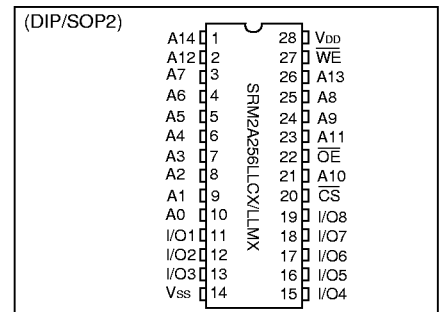 (DIP/SOP2)
A14 1 28 VDD
A12 2 27 WE
A7 3 26 A13
A6 4 25 A8
A5 5 24 A9
A4 6 23 A11
A3 7 22 OE
A2 8 21 A10
A1 9 20 CS
A0 10 19 I/O8
I/O1 11 18 I/O7
I/O2 12 17 I/O6
I/O3 13 16 I/O5
VSS 14 15 I/O4
SRM2A256LLCX/LLMX